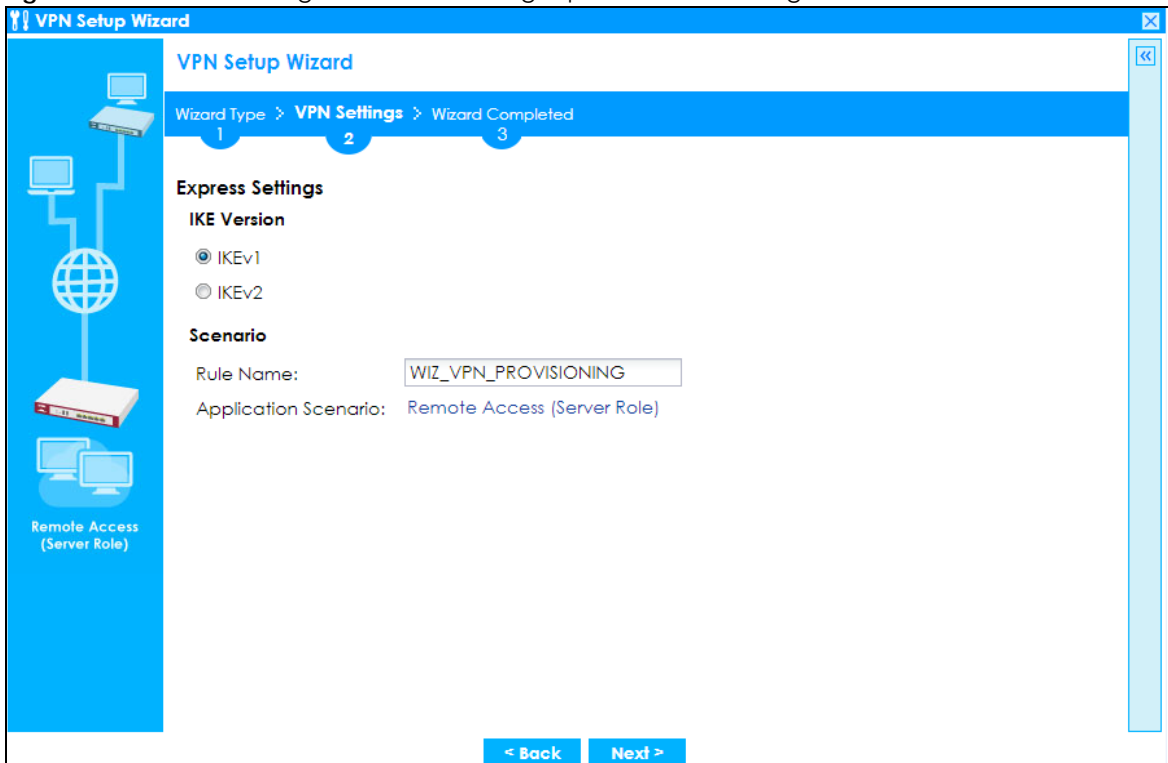 VPN Setup Wizard
VPN Setup Wizard
Wizard Type > VPN Settings > Wizard Completed
1 2 3
Express Settings
IKE Version
IKEv1
IKEv2
Scenario
Rule Name: WIZ_VPN_PROVISIONING
Application Scenario: Remote Access (Server Role)
Remote Access
(Server Role)
< Back Next >